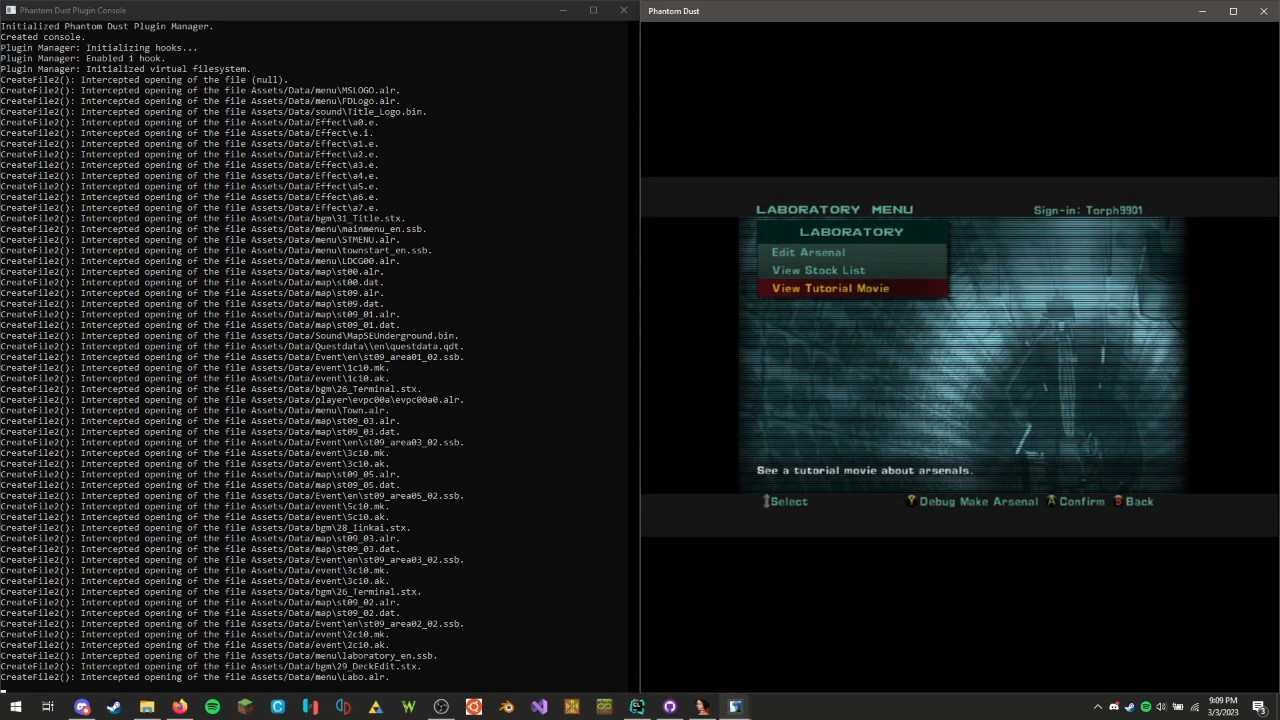 Phantom Dust Plugin Console
Initialized Phantom Dust Plugin Manager.
Created console.
Plugin Manager: Initializing hooks...
Plugin Manager: Enabled 1 hook.
Plugin Manager: Initialized virtual filesystem.
CreateFile2(): Intercepted opening of the file (null).
CreateFile2(): Intercepted opening of the file Assets/Data/menu\MSLOGO.alr.
CreateFile2(): Intercepted opening of the file Assets/Data/menu\FDLogo.alr.
CreateFile2(): Intercepted opening of the file Assets/Data/sound\Title_Logo.bin.
CreateFile2(): Intercepted opening of the file Assets/Data/Effect\a0.e.
CreateFile2(): Intercepted opening of the file Assets/Data/Effect\e.i.
CreateFile2(): Intercepted opening of the file Assets/Data/Effect\a1.e.
CreateFile2(): Intercepted opening of the file Assets/Data/Effect\a2.e.
CreateFile2(): Intercepted opening of the file Assets/Data/Effect\a3.e.
CreateFile2(): Intercepted opening of the file Assets/Data/Effect\a4.e.
CreateFile2(): Intercepted opening of the file Assets/Data/Effect\a5.e.
CreateFile2(): Intercepted opening of the file Assets/Data/Effect\a6.e.
CreateFile2(): Intercepted opening of the file Assets/Data/Effect\a7.e.
CreateFile2(): Intercepted opening of the file Assets/Data/bgm\31_Title.stx.
CreateFile2(): Intercepted opening of the file Assets/Data/menu\mainmenu_en.ssb.
CreateFile2(): Intercepted opening of the file Assets/Data/menu\STMENU.alr.
CreateFile2(): Intercepted opening of the file Assets/Data/menu\townstart_en.ssb.
CreateFile2(): Intercepted opening of the file Assets/Data/menu\LDCG00.alr.
CreateFile2(): Intercepted opening of the file Assets/Data/map\st00.alr.
CreateFile2(): Intercepted opening of the file Assets/Data/map\st00.dat.
CreateFile2(): Intercepted opening of the file Assets/Data/map\st09.alr.
CreateFile2(): Intercepted opening of the file Assets/Data/map\st09.dat.
CreateFile2(): Intercepted opening of the file Assets/Data/map\st09_01.alr.
CreateFile2(): Intercepted opening of the file Assets/Data/map\st09_01.dat.
CreateFile2(): Intercepted opening of the file Assets/Data/Sound\MapSEUnderground.bin.
CreateFile2(): Intercepted opening of the file Assets/Data/Questdata\\en\questdata.qdt.
CreateFile2(): Intercepted opening of the file Assets/Data/Event\en\st09_area01_02.ssb.
CreateFile2(): Intercepted opening of the file Assets/Data/event\1c10.mk.
CreateFile2(): Intercepted opening of the file Assets/Data/event\1c10.ak.
CreateFile2(): Intercepted opening of the file Assets/Data/bgm\26_Terminal.stx.
CreateFile2(): Intercepted opening of the file Assets/Data/player\evpc00a\evpc00a0.alr.
CreateFile2(): Intercepted opening of the file Assets/Data/menu\Town.alr.
CreateFile2(): Intercepted opening of the file Assets/Data/map\st09_03.alr.
CreateFile2(): Intercepted opening of the file Assets/Data/map\st09_03.dat.
CreateFile2(): Intercepted opening of the file Assets/Data/Event\en\st09_area03_02.ssb.
CreateFile2(): Intercepted opening of the file Assets/Data/event\3c10.mk.
CreateFile2(): Intercepted opening of the file Assets/Data/event\3c10.ak.
CreateFile2(): Intercepted opening of the file Assets/Data/map\st09_05.alr.
CreateFile2(): Intercepted opening of the file Assets/Data/map\st09_05.dat.
CreateFile2(): Intercepted opening of the file Assets/Data/Event\en\st09_area05_02.ssb.
CreateFile2(): Intercepted opening of the file Assets/Data/event\5c10.mk.
CreateFile2(): Intercepted opening of the file Assets/Data/event\5c10.ak.
CreateFile2(): Intercepted opening of the file Assets/Data/bgm\28_Iinkai.stx.
CreateFile2(): Intercepted opening of the file Assets/Data/map\st09_03.alr.
CreateFile2(): Intercepted opening of the file Assets/Data/map\st09_03.dat.
CreateFile2(): Intercepted opening of the file Assets/Data/Event\en\st09_area03_02.ssb.
CreateFile2(): Intercepted opening of the file Assets/Data/event\3c10.mk.
CreateFile2(): Intercepted opening of the file Assets/Data/event\3c10.ak.
CreateFile2(): Intercepted opening of the file Assets/Data/bgm\26_Terminal.stx.
CreateFile2(): Intercepted opening of the file Assets/Data/map\st09_02.alr.
CreateFile2(): Intercepted opening of the file Assets/Data/map\st09_02.dat.
CreateFile2(): Intercepted opening of the file Assets/Data/Event\en\st09_area02_02.ssb.
CreateFile2(): Intercepted opening of the file Assets/Data/event\2c10.mk.
CreateFile2(): Intercepted opening of the file Assets/Data/event\2c10.ak.
CreateFile2(): Intercepted opening of the file Assets/Data/menu\laboratory_en.ssb.
CreateFile2(): Intercepted opening of the file Assets/Data/bgm\29_DeckEdit.stx.
CreateFile2(): Intercepted opening of the file Assets/Data/menu\Labo.alr.
Phantom Dust
LABORATORY MENU Sign-in: Torph9901
LABORATORY
Edit Arsenal
View Stock List
View Tutorial Movie
See a tutorial movie about arsenals.
Select Y Debug Make Arsenal A Confirm B Back
9:09 PM
3/3/2023